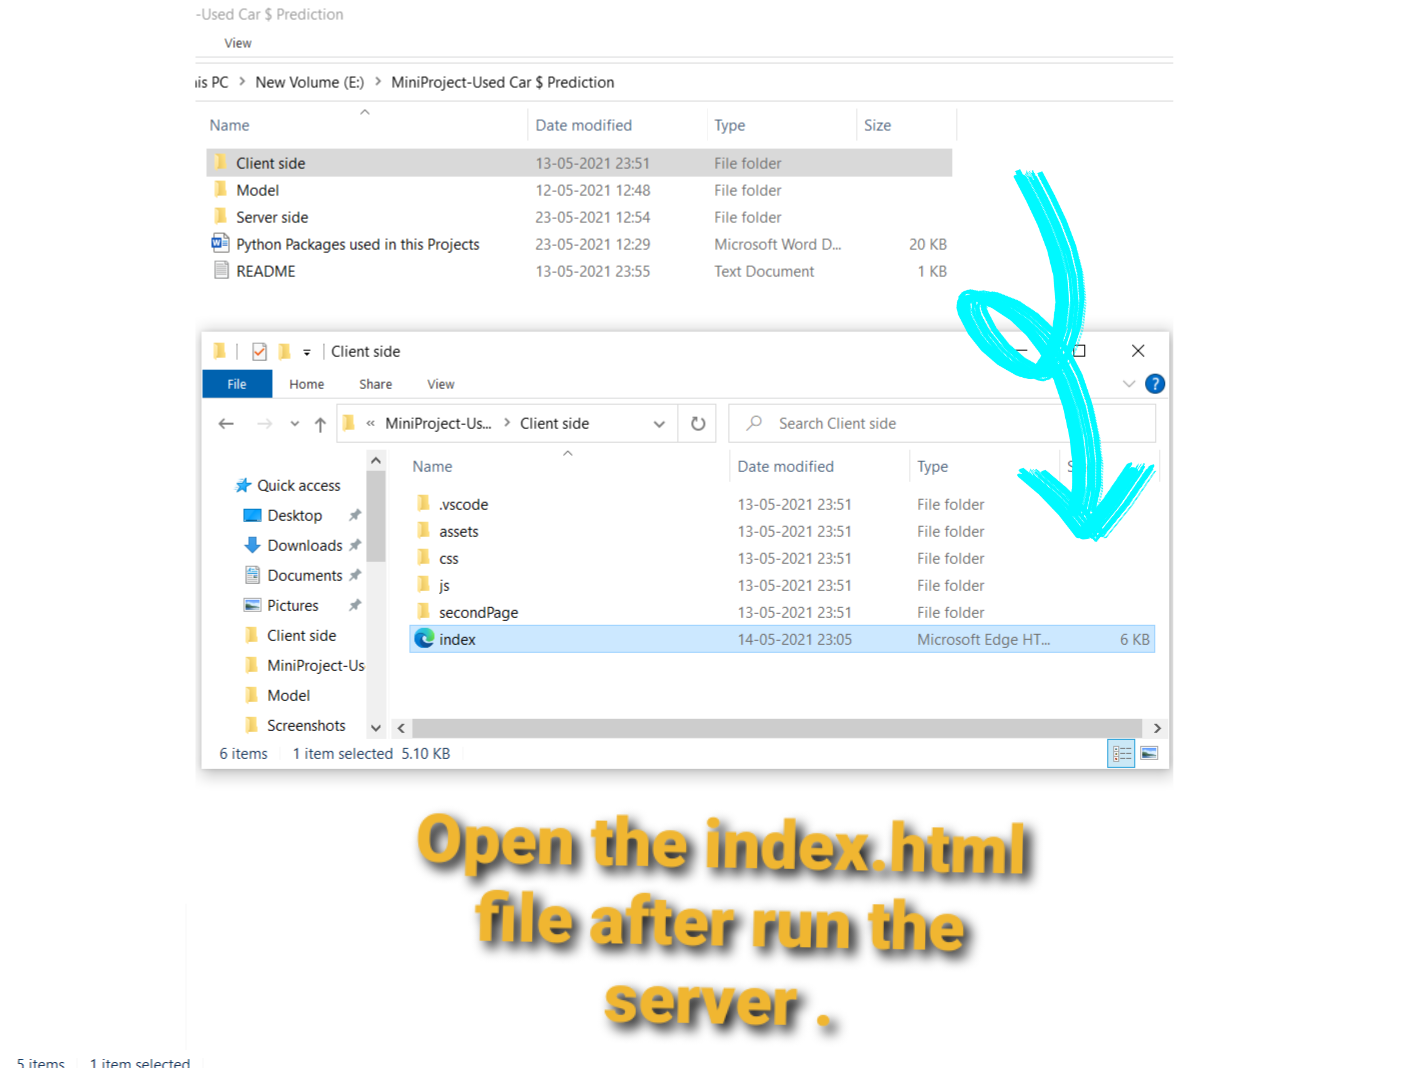 -Used Car $ Prediction
View
is PC > New Volume (E:) > MiniProject-Used Car $ Prediction
Name Date modified Type Size
Client side 13-05-2021 23:51 File folder
Model 12-05-2021 12:48 File folder
Server side 23-05-2021 12:54 File folder
Python Packages used in this Projects 23-05-2021 12:29 Microsoft Word D... 20 KB
README 13-05-2021 23:55 Text Document 1 KB
Client side
File Home Share View
« MiniProject-Us... > Client side Search Client side
Name Date modified Type
Quick access
Desktop
Downloads
Documents
Pictures
Client side
MiniProject-Us
Model
Screenshots
.vscode 13-05-2021 23:51 File folder
assets 13-05-2021 23:51 File folder
css 13-05-2021 23:51 File folder
js 13-05-2021 23:51 File folder
secondPage 13-05-2021 23:51 File folder
index 14-05-2021 23:05 Microsoft Edge HT... 6 KB
6 items 1 item selected 5.10 KB
Open the index.html
file after run the
server .
5 items 1 item selected